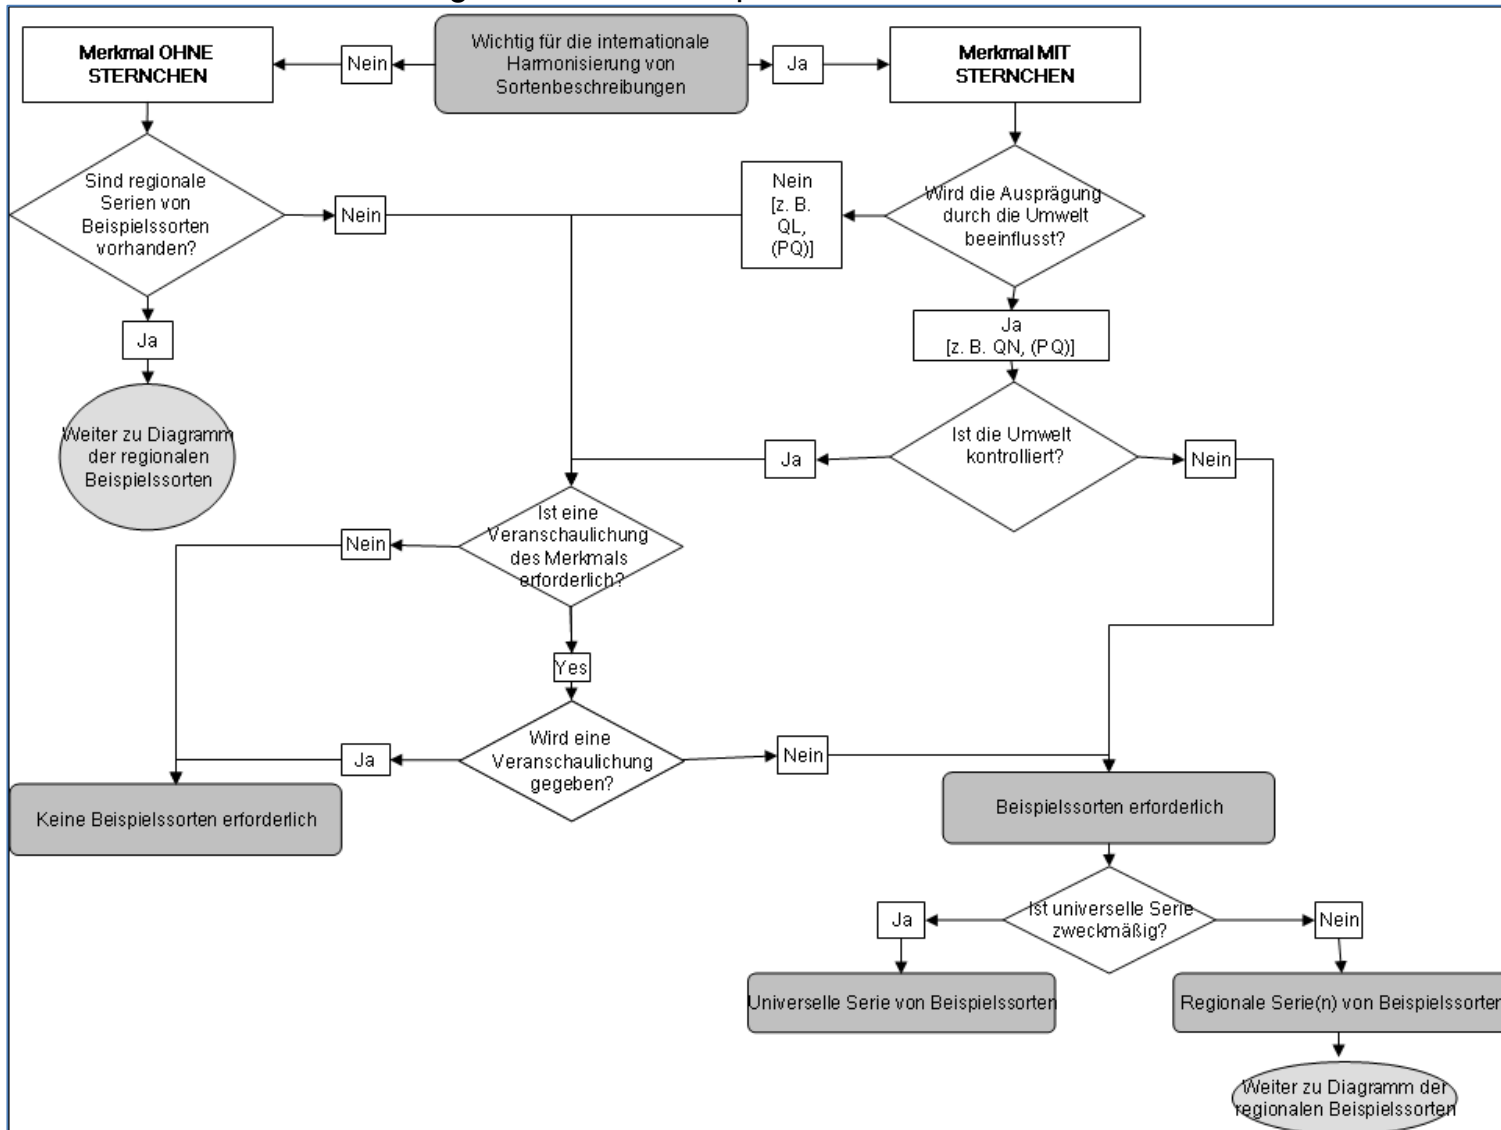 Merkmal OHNE
STERNCHEN
Nein
Wichtig für die internationale
Harmonisierung von
Sortenbeschreibungen
Ja
Merkmal MIT
STERNCHEN
Sind regionale
Serien von
Beispielssorten
vorhanden?
Nein
Nein
[z. B.
QL,
(PQ)]
Wird die Ausprägung
durch die Umwelt
beeinflusst?
Ja
Ja
[z. B. QN, (PQ)]
Weiter zu Diagramm
der regionalen
Beispielssorten
Ja
Ist die Umwelt
kontrolliert?
Nein
Nein
Ist eine
Veranschaulichung
des Merkmals
erforderlich?
Yes
Ja
Wird eine
Veranschaulichung
gegeben?
Nein
Keine Beispielssorten erforderlich
Beispielssorten erforderlich
Ja
Ist universelle Serie
zweckmäßig?
Nein
Universelle Serie von Beispielssorten
Regionale Serie(n) von Beispielssorten
Weiter zu Diagramm der
regionalen Beispielssorten